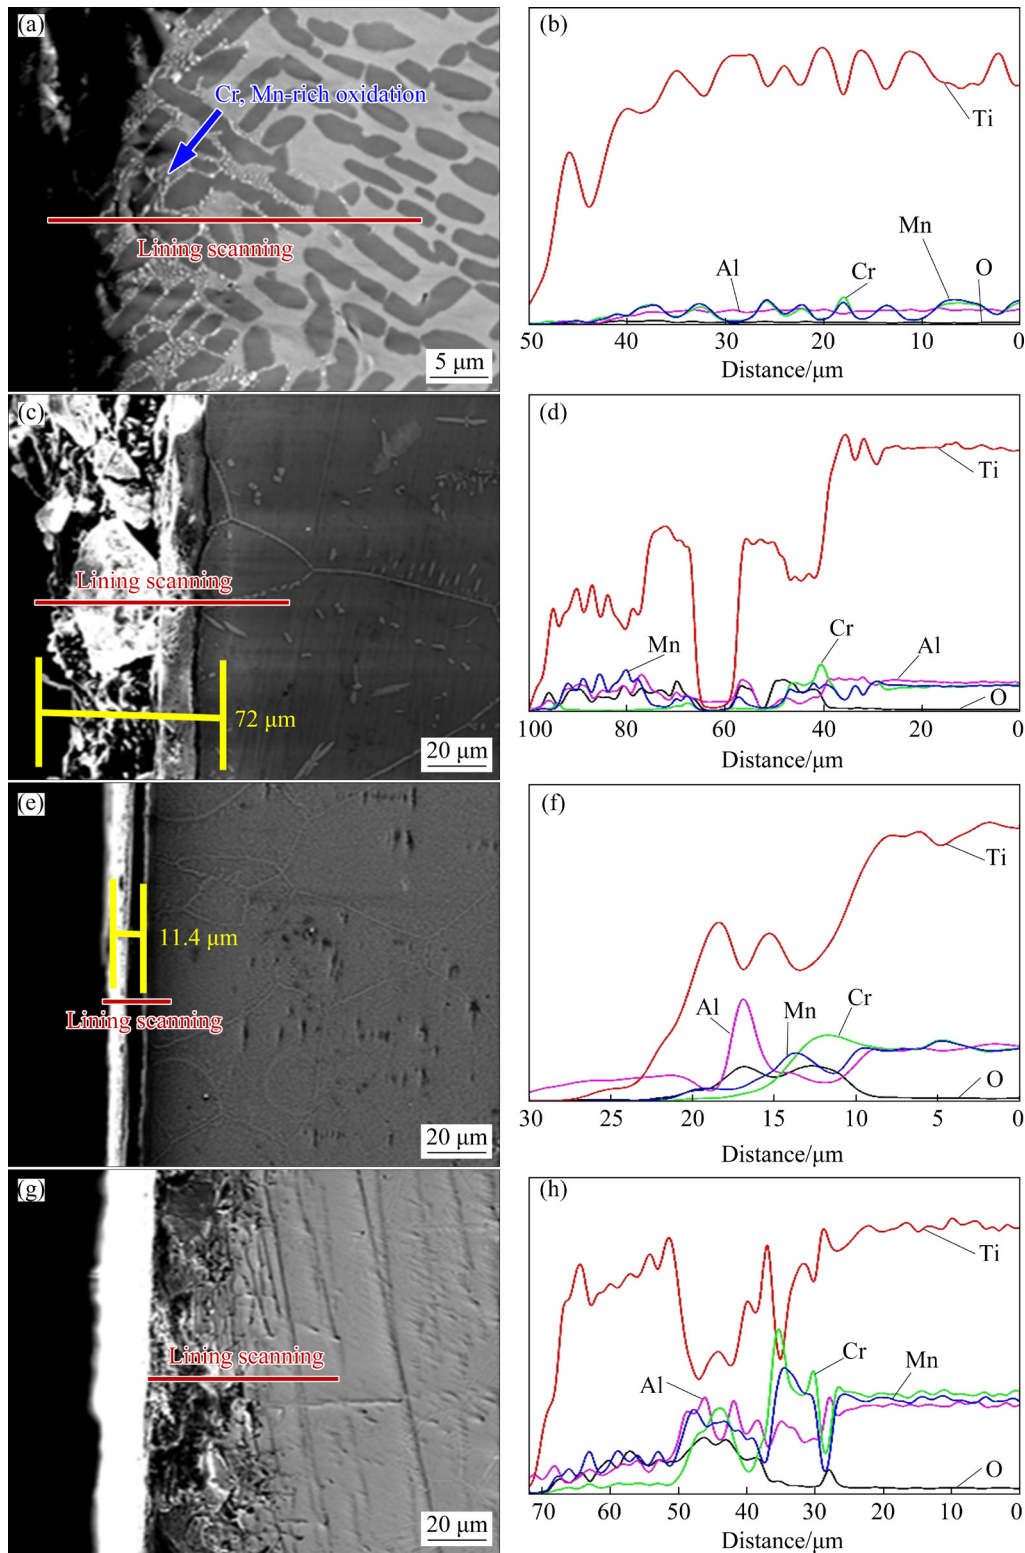 (a)
Cr, Mn-rich oxidation
Lining scanning
5 μm
(b)
Ti
Mn
Al
Cr
O
50 40 30 20 10 0
Distance/μm
(c)
Lining scanning
72 μm
20 μm
(d)
Ti
Cr
Mn
Al
O
100 80 60 40 20 0
Distance/μm
(e)
11.4 μm
Lining scanning
20 μm
(f)
Ti
Al
Mn
Cr
O
30 25 20 15 10 5 0
Distance/μm
(g)
Lining scanning
20 μm
(h)
Ti
Cr
Mn
Al
O
70 60 50 40 30 20 10 0
Distance/μm